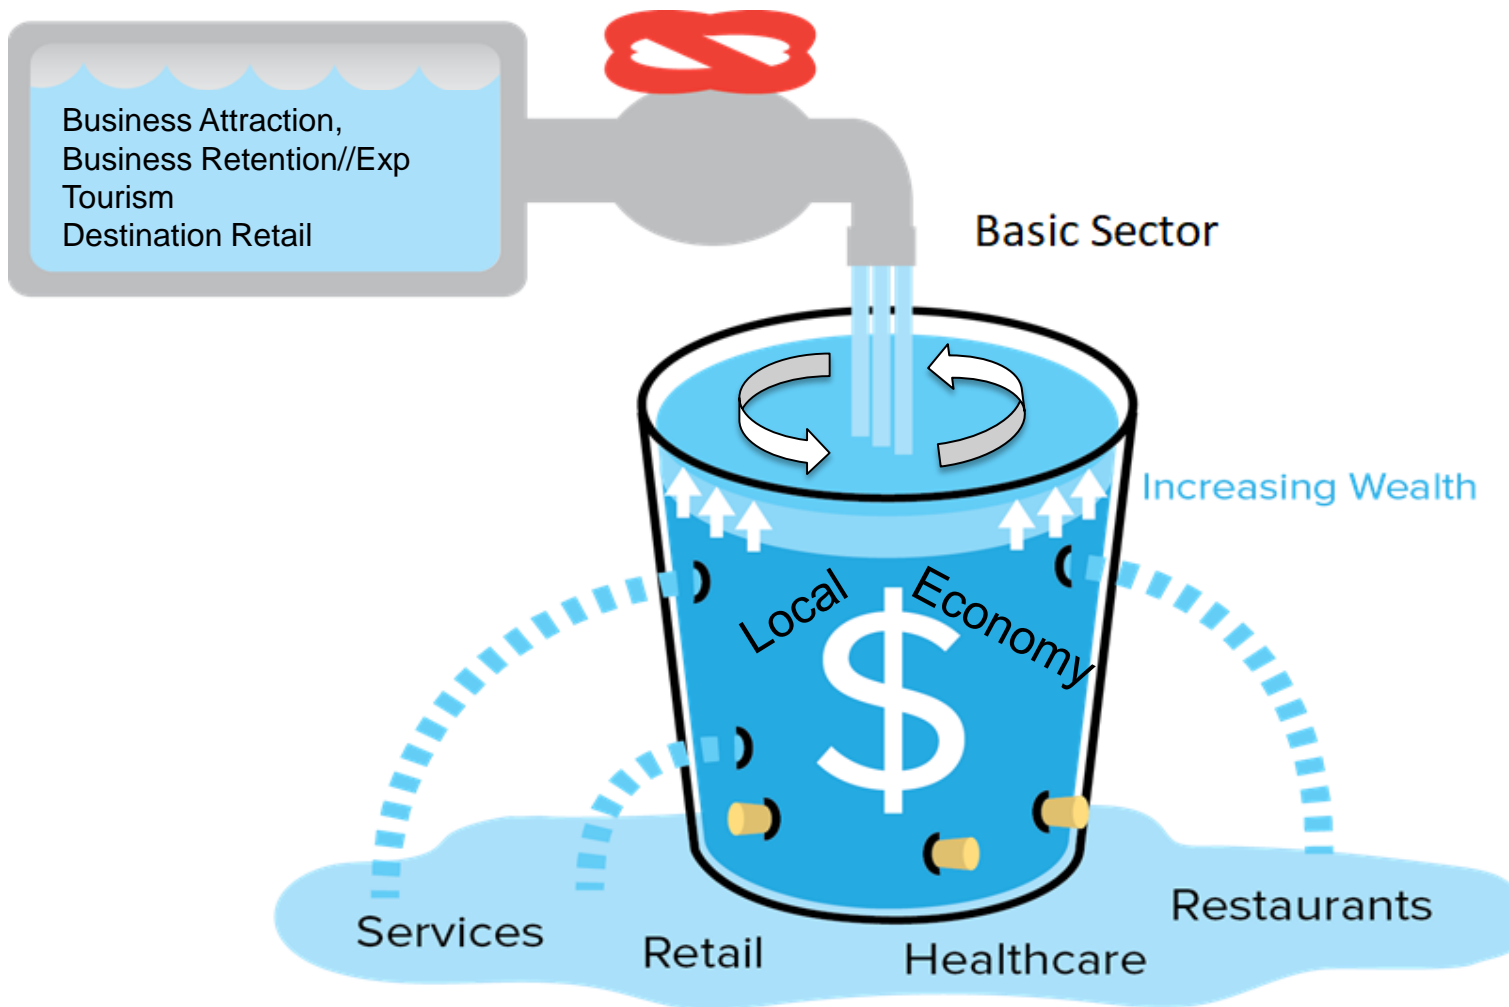 Business Attraction,
Business Retention//Exp
Tourism
Destination Retail
Basic Sector
Increasing Wealth
Local Economy
$
Services
Retail
Healthcare
Restaurants